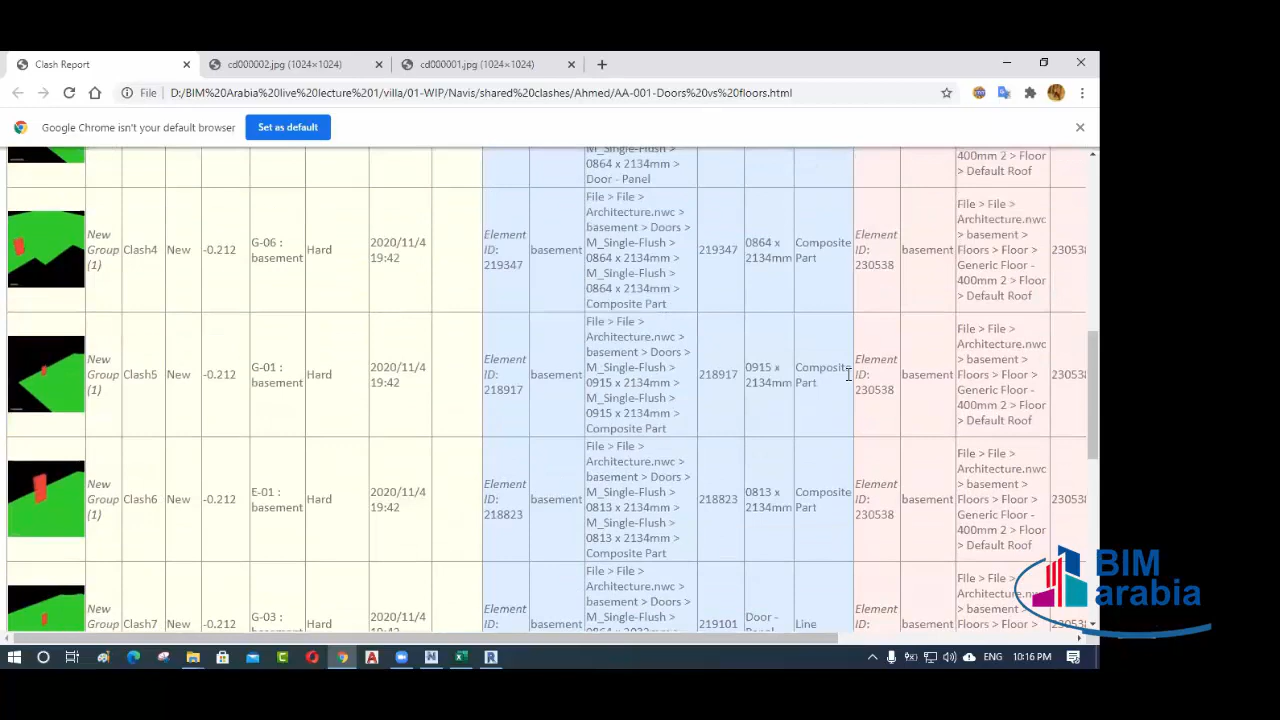 Clash Report
cd000002.jpg (1024×1024)
cd000001.jpg (1024×1024)
File
D:/BIM%20Arabia%20live%20lecture%201/villa/01-WIP/Navis/shared%20clashes/Ahmed/AA-001-Doors%20vs%20floors.html
Google Chrome isn't your default browser
Set as default
M_Single-Flush >
0864 x 2134mm >
Door - Panel
400mm 2 > Floor
> Default Roof
New
Group
(1)
Clash4
New
-0.212
G-06 :
basement
Hard
2020/11/4
19:42
Element
ID:
219347
basement
File > File >
Architecture.nwc >
basement > Doors >
M_Single-Flush >
0864 x 2134mm >
M_Single-Flush >
0864 x 2134mm >
Composite Part
219347
0864 x
2134mm
Composite
Part
Element
ID:
230538
basement
File > File >
Architecture.nwc
> basement >
Floors > Floor >
Generic Floor -
400mm 2 > Floor
> Default Roof
New
Group
(1)
Clash5
New
-0.212
G-01 :
basement
Hard
2020/11/4
19:42
Element
ID:
218917
basement
File > File >
Architecture.nwc >
basement > Doors >
M_Single-Flush >
0915 x 2134mm >
M_Single-Flush >
0915 x 2134mm >
Composite Part
218917
0915 x
2134mm
Composite
Part
Element
ID:
230538
basement
File > File >
Architecture.nwc
> basement >
Floors > Floor >
Generic Floor -
400mm 2 > Floor
> Default Roof
New
Group
(1)
Clash6
New
-0.212
E-01 :
basement
Hard
2020/11/4
19:42
Element
ID:
218823
basement
File > File >
Architecture.nwc >
basement > Doors >
M_Single-Flush >
0813 x 2134mm >
M_Single-Flush >
0813 x 2134mm >
Composite Part
218823
0813 x
2134mm
Composite
Part
Element
ID:
230538
basement
File > File >
Architecture.nwc
> basement >
Floors > Floor >
Generic Floor -
400mm 2 > Floor
> Default Roof
New
Group
Clash7
New
-0.212
G-03 :
Hard
2020/11/4
Element
ID:
basement
File > File >
Architecture.nwc >
basement > Doors >
M_Single-Flush >
219101
Door -
Line
Element
ID:
basement
File > File >
Architecture.nwc
> basement >
BIM
arabia
ENG
10:16 PM